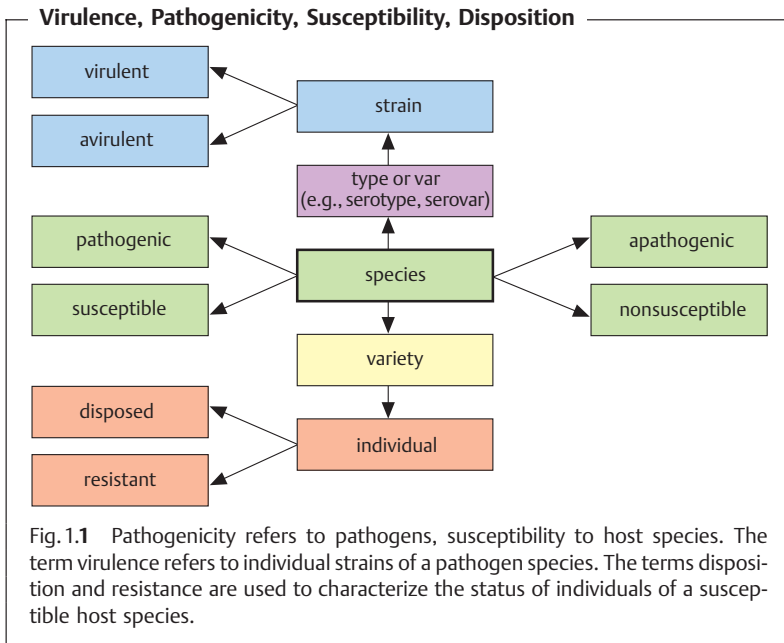 Virulence, Pathogenicity, Susceptibility, Disposition
virulent
strain
avirulent
type or var
(e.g., serotype, serovar)
pathogenic
apathogenic
species
susceptible
nonsusceptible
variety
disposed
individual
resistant
Fig. 1.1 Pathogenicity refers to pathogens, susceptibility to host species. The
term virulence refers to individual strains of a pathogen species. The terms disposi-
tion and resistance are used to characterize the status of individuals of a suscep-
tible host species.